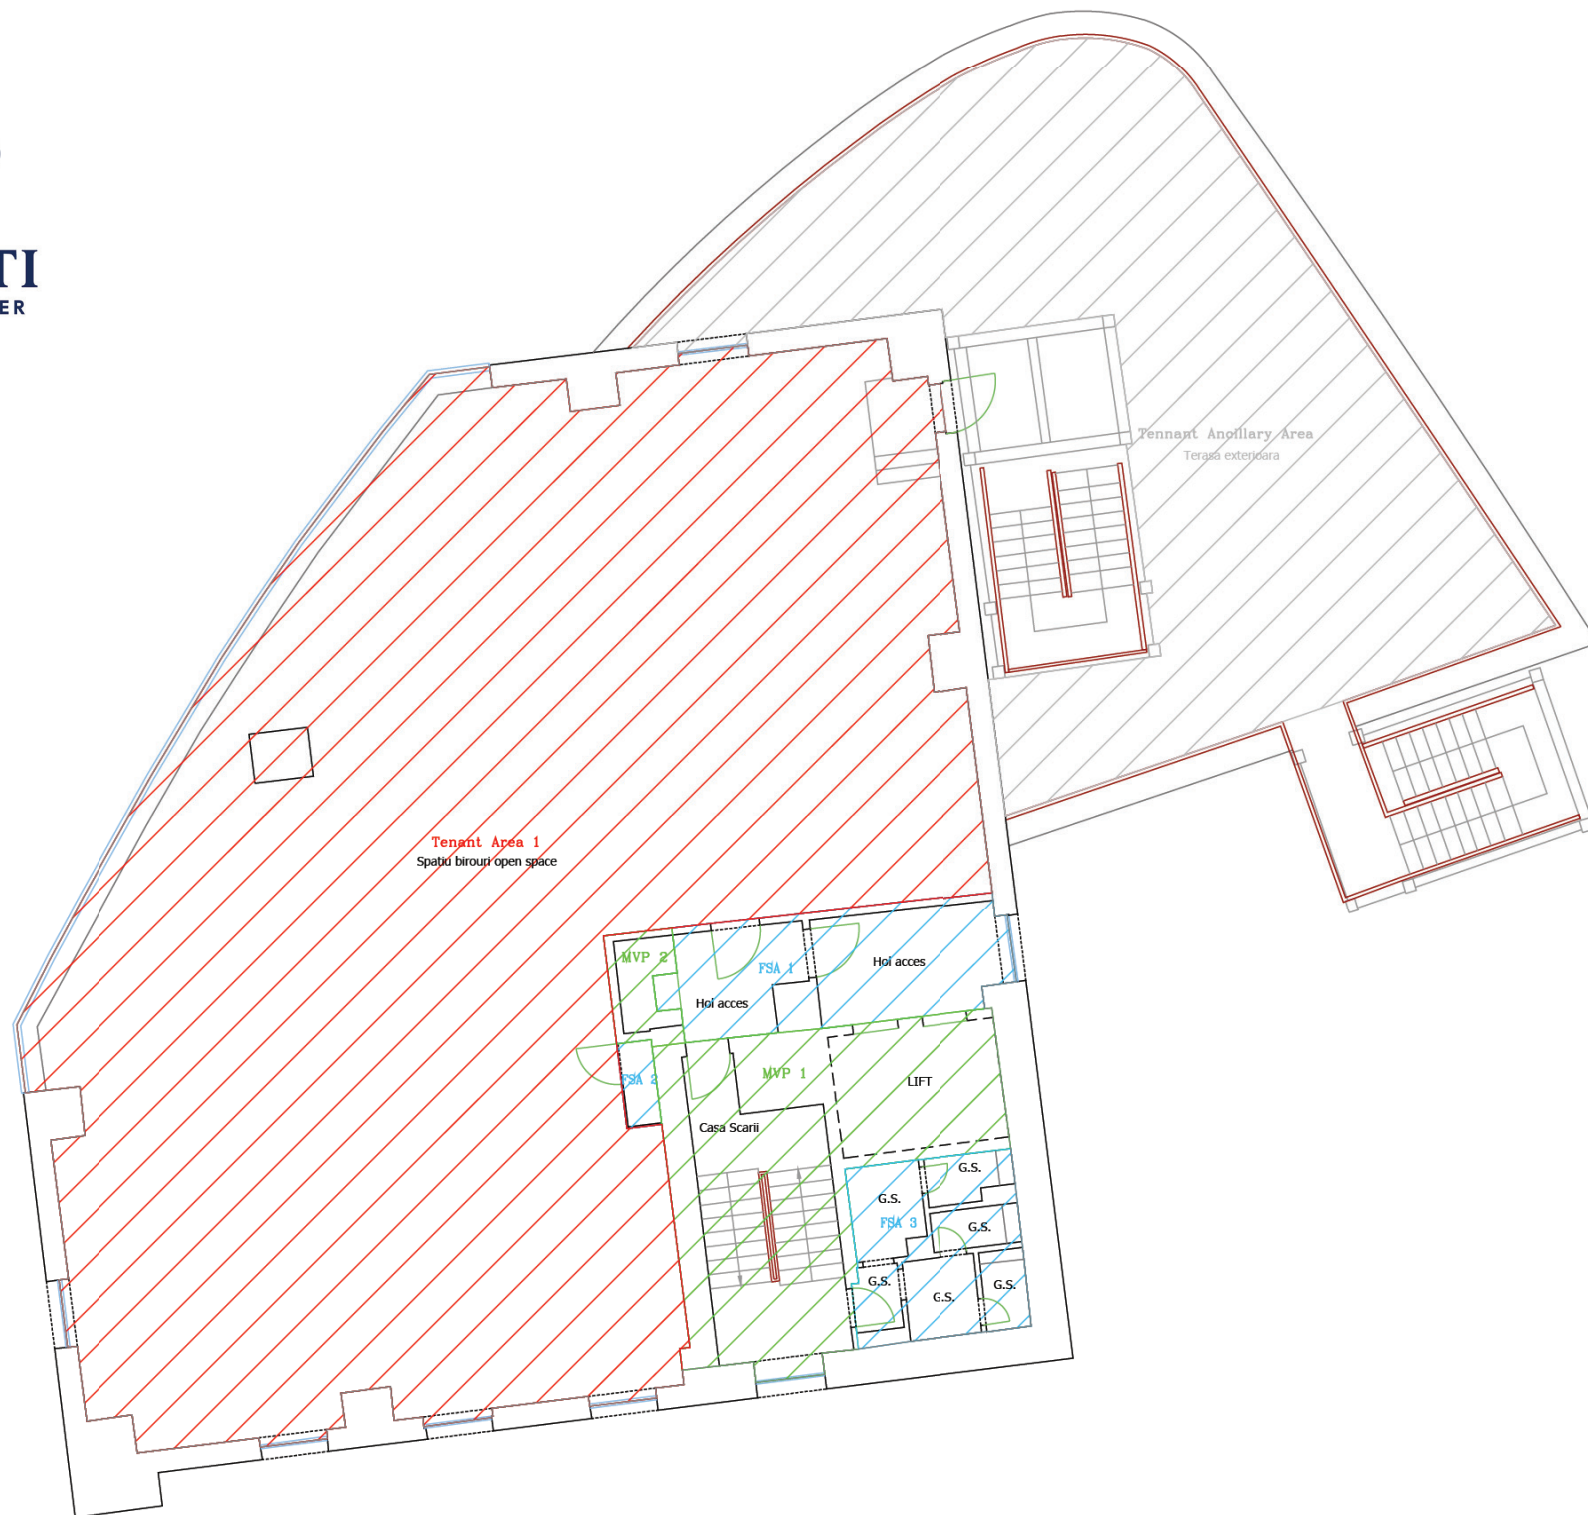 TI
ER
Tennant Ancillary Area
Terasa exterioara
Tenant Area 1
Spatiu birouri open space
MVP 2
FSA 1
Hol acces
Hol acces
FSA 2
MVP 1
LIFT
Casa Scarii
G.S.
G.S.
FSA 3
G.S.
G.S.
G.S.
G.S.